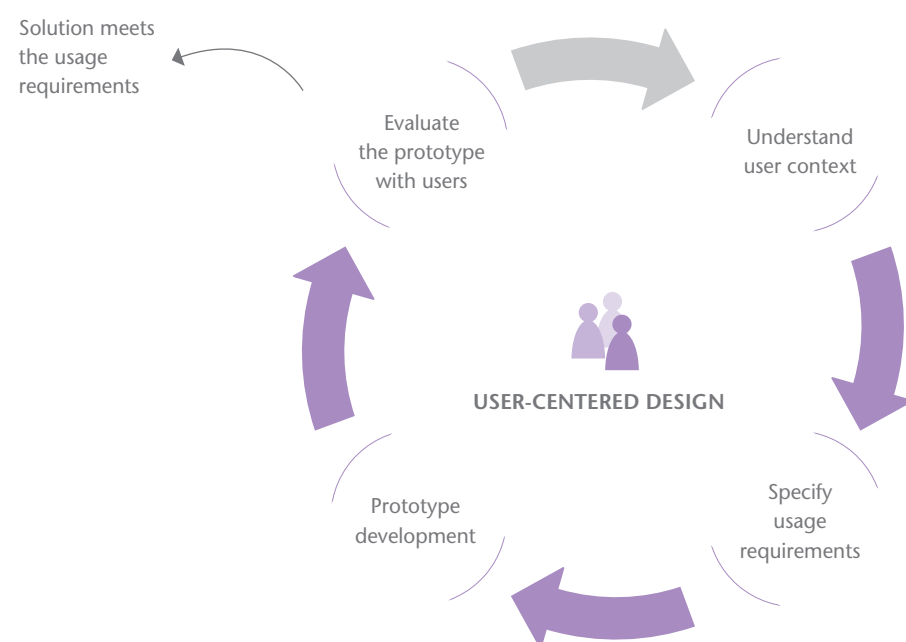 Solution meets
the usage
requirements
Evaluate
the prototype
with users
Understand
user context
USER-CENTERED DESIGN
Prototype
development
Specify
usage
requirements